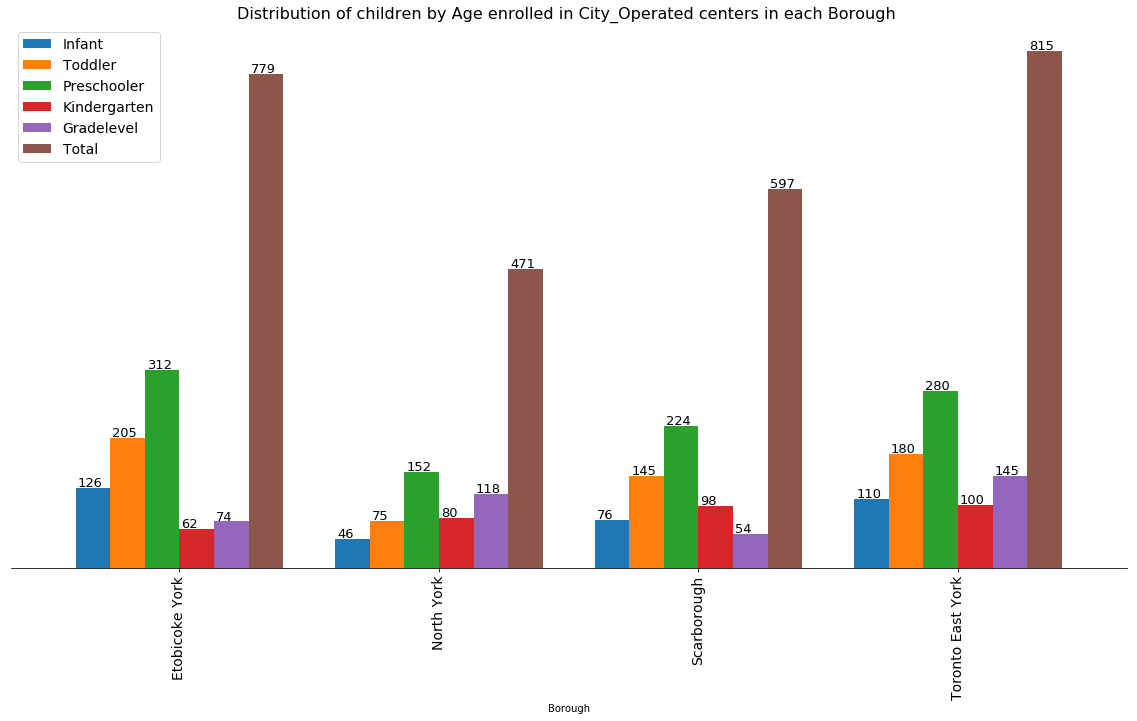 Distribution of children by Age enrolled in City_Operated centers in each Borough
Infant
Toddler
Preschooler
Kindergarten
Gradelevel
Total
126
205
312
62
74
779
46
75
152
80
118
471
76
145
224
98
54
597
110
180
280
100
145
815
Etobicoke York
North York
Scarborough
Toronto East York
Borough